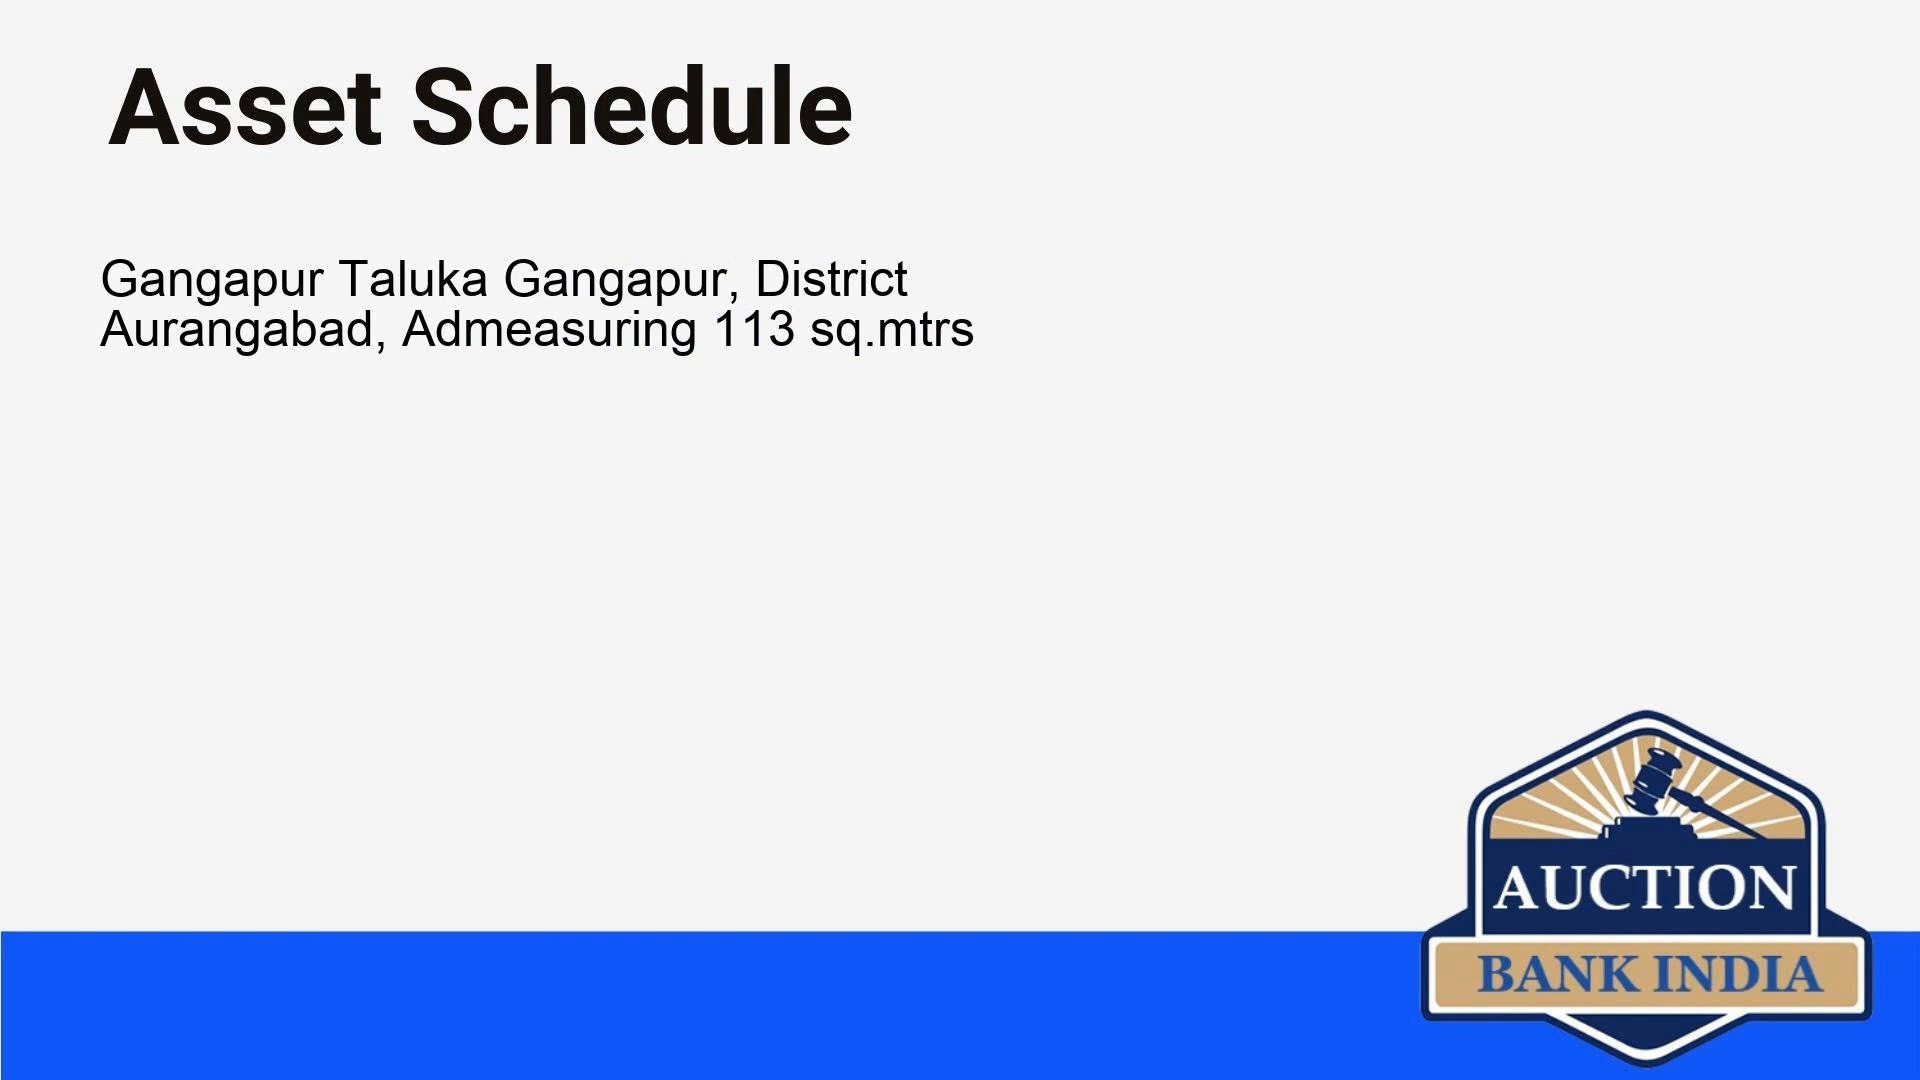 Asset Schedule
Gangapur Taluka Gangapur, District
Aurangabad, Admeasuring 113 sq.mtrs
AUCTION
BANK INDIA